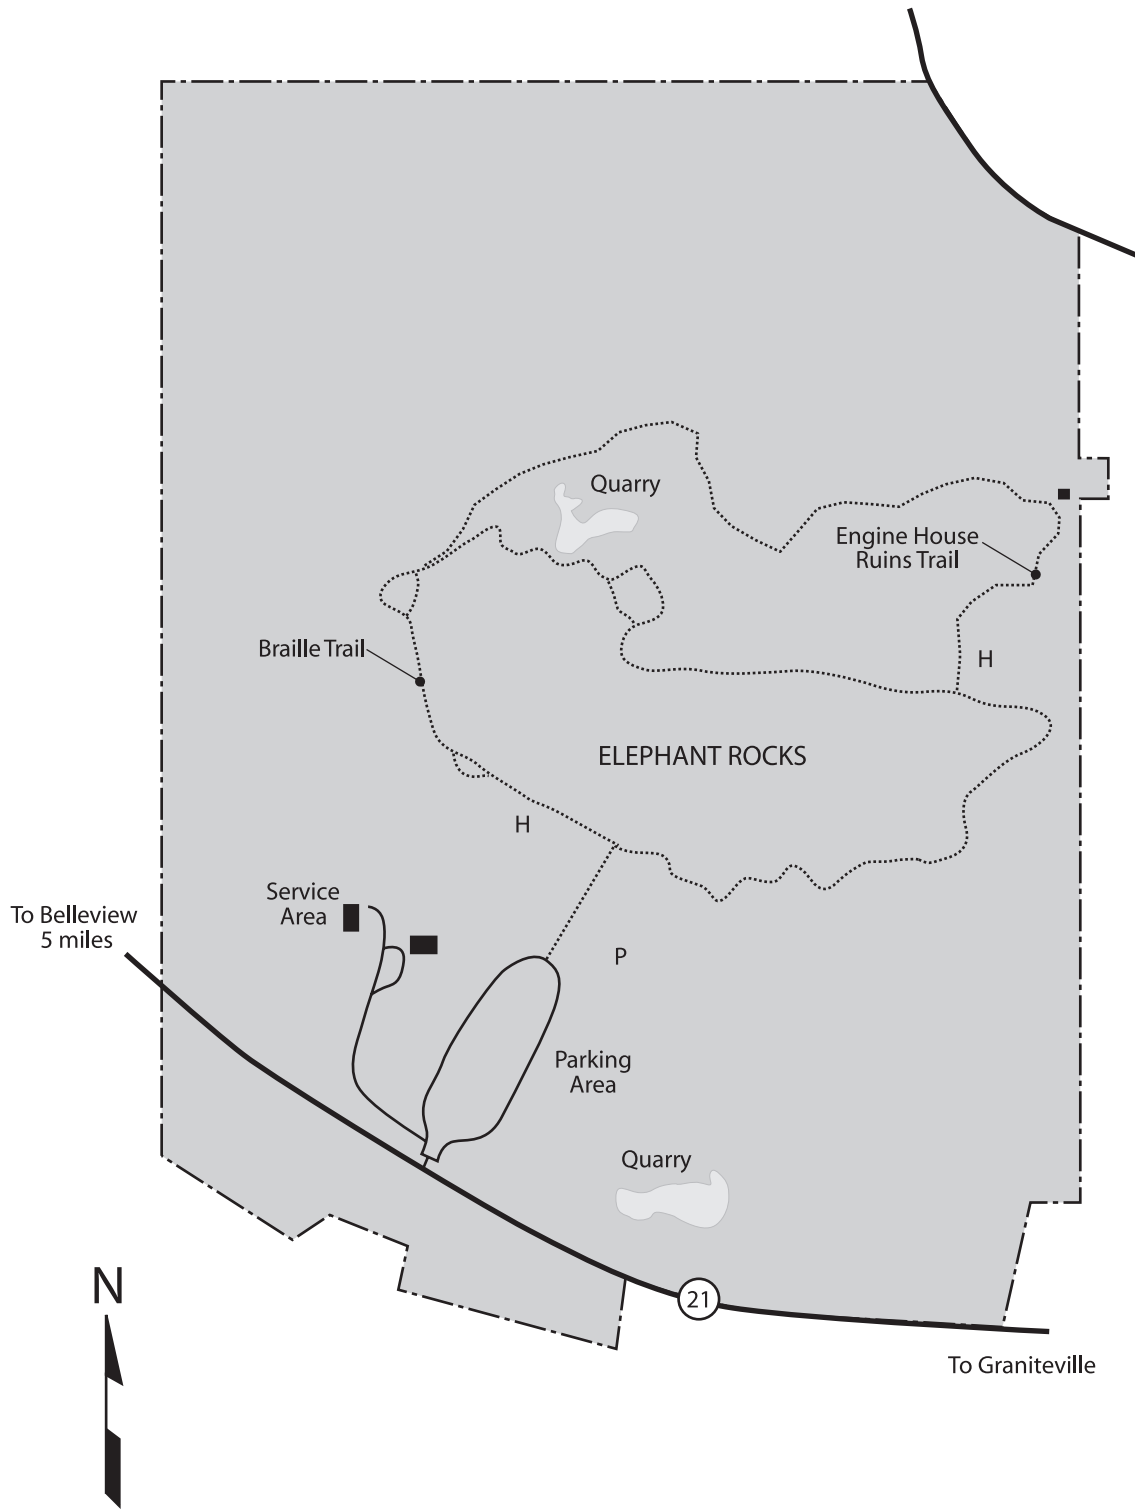 Quarry
Engine House
Ruins Trail
Braille Trail
H
ELEPHANT ROCKS
H
Service
Area
To Belleview
5 miles
P
Parking
Area
Quarry
N
21
To Graniteville